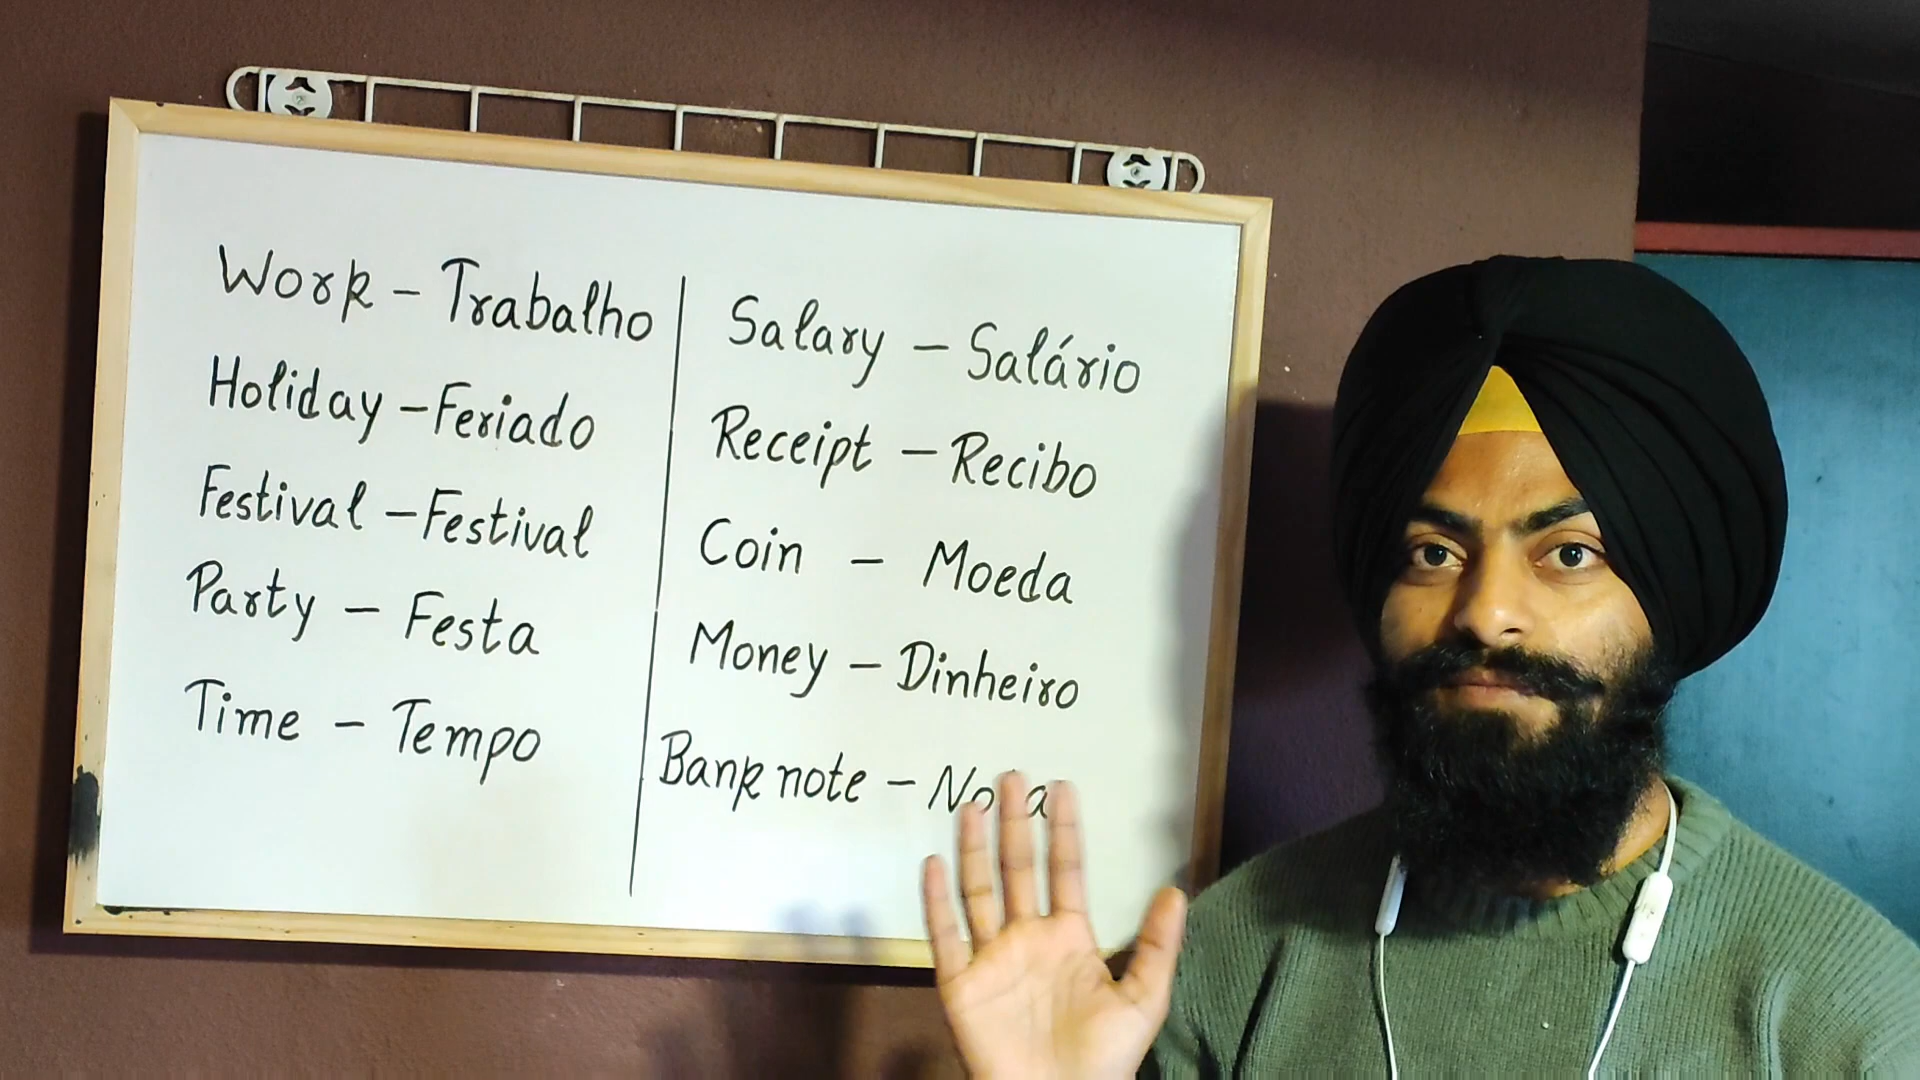 Work - Trabalho
Holiday - Feriado
Festival - Festival
Party - Festa
Time - Tempo
Salary - Salário
Receipt - Recibo
Coin - Moeda
Money - Dinheiro
Bank note -